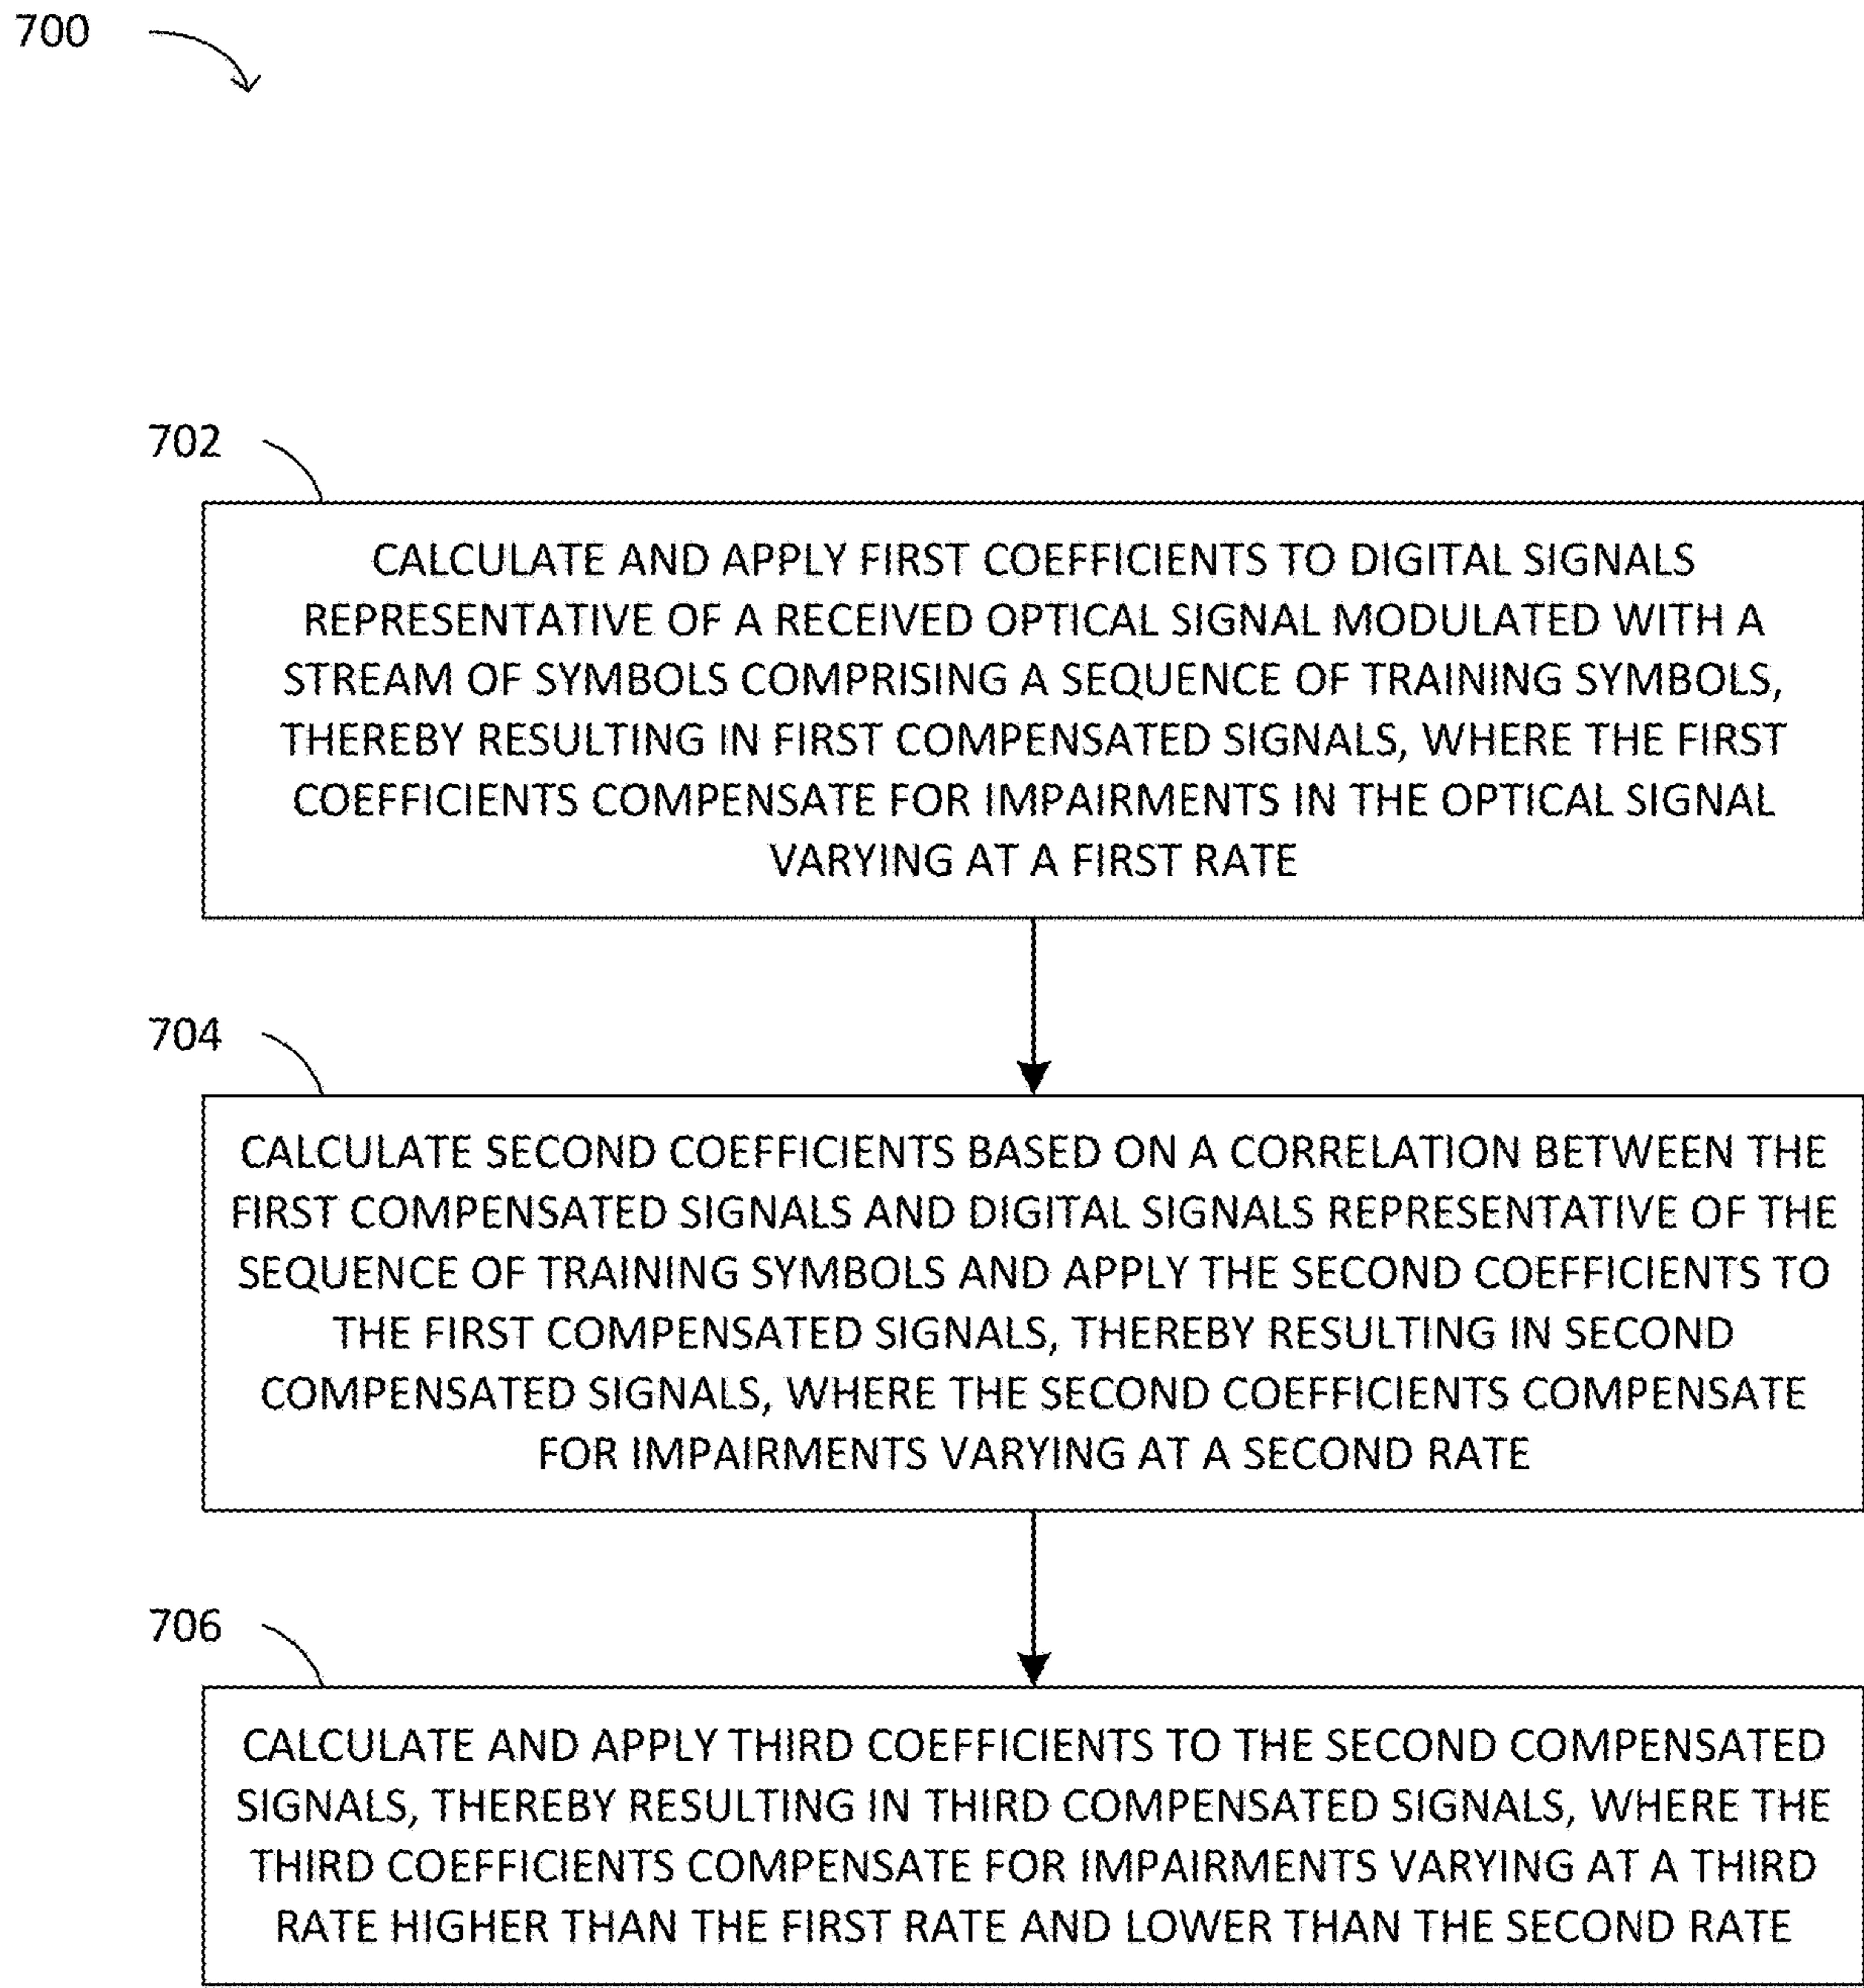 700
702
CALCULATE AND APPLY FIRST COEFFICIENTS TO DIGITAL SIGNALS
REPRESENTATIVE OF A RECEIVED OPTICAL SIGNAL MODULATED WITH A
STREAM OF SYMBOLS COMPRISING A SEQUENCE OF TRAINING SYMBOLS,
THEREBY RESULTING IN FIRST COMPENSATED SIGNALS, WHERE THE FIRST
COEFFICIENTS COMPENSATE FOR IMPAIRMENTS IN THE OPTICAL SIGNAL
VARYING AT A FIRST RATE
704
CALCULATE SECOND COEFFICIENTS BASED ON A CORRELATION BETWEEN THE
FIRST COMPENSATED SIGNALS AND DIGITAL SIGNALS REPRESENTATIVE OF THE
SEQUENCE OF TRAINING SYMBOLS AND APPLY THE SECOND COEFFICIENTS TO
THE FIRST COMPENSATED SIGNALS, THEREBY RESULTING IN SECOND
COMPENSATED SIGNALS, WHERE THE SECOND COEFFICIENTS COMPENSATE
FOR IMPAIRMENTS VARYING AT A SECOND RATE
706
CALCULATE AND APPLY THIRD COEFFICIENTS TO THE SECOND COMPENSATED
SIGNALS, THEREBY RESULTING IN THIRD COMPENSATED SIGNALS, WHERE THE
THIRD COEFFICIENTS COMPENSATE FOR IMPAIRMENTS VARYING AT A THIRD
RATE HIGHER THAN THE FIRST RATE AND LOWER THAN THE SECOND RATE